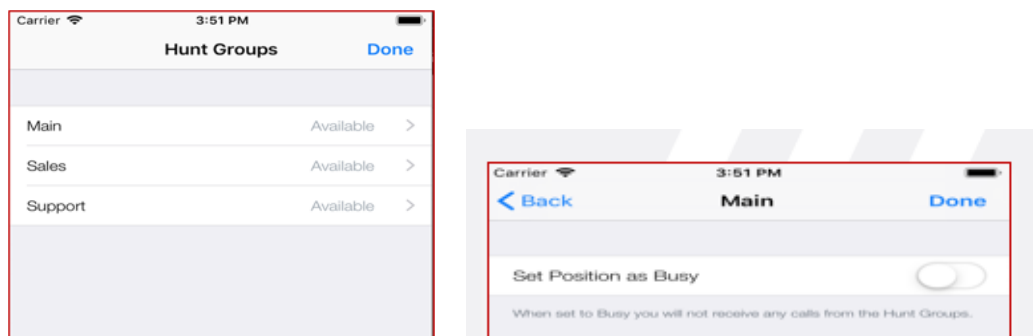 Carrier 3:51 PM
Hunt Groups Done
Main Available >
Sales Available >
Support Available >
Carrier 3:51 PM
< Back Main Done
Set Position as Busy
When set to Busy you will not receive any calls from the Hunt Groups.